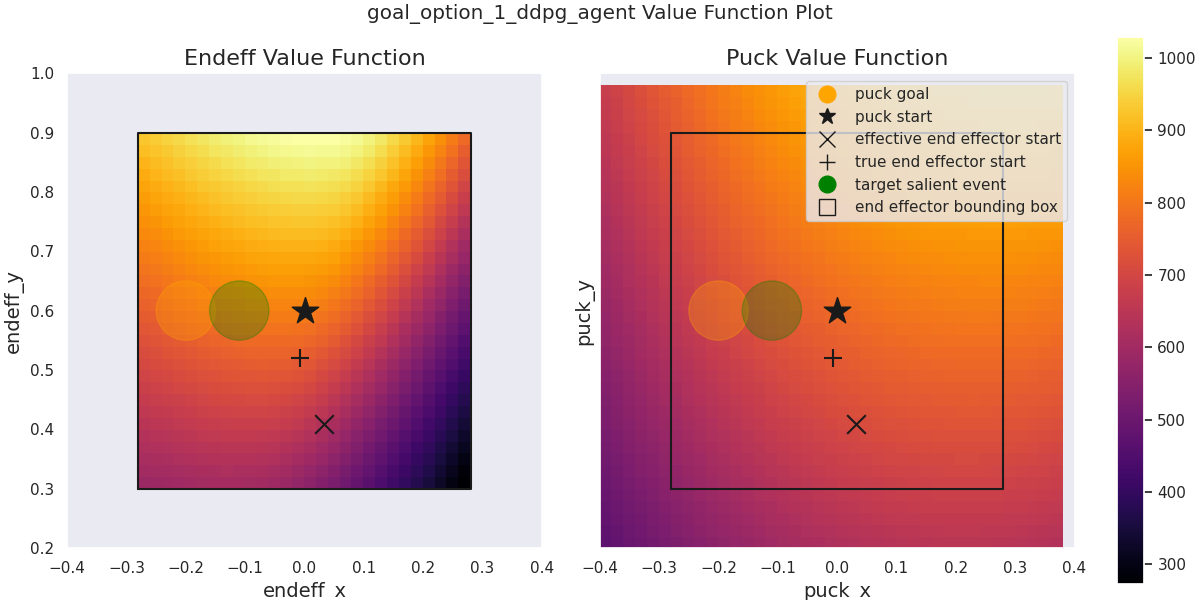 goal_option_1_ddpg_agent Value Function Plot
Endeff Value Function
1.0
0.9
0.8
0.7
0.6
0.5
0.4
0.3
0.2
endeff_y
−0.4 −0.3 −0.2 −0.1 0.0 0.1 0.2 0.3 0.4
endeff_x
Puck Value Function
puck goal
puck start
effective end effector start
true end effector start
target salient event
end effector bounding box
puck_y
−0.4 −0.3 −0.2 −0.1 0.0 0.1 0.2 0.3 0.4
puck_x
1000
900
800
700
600
500
400
300